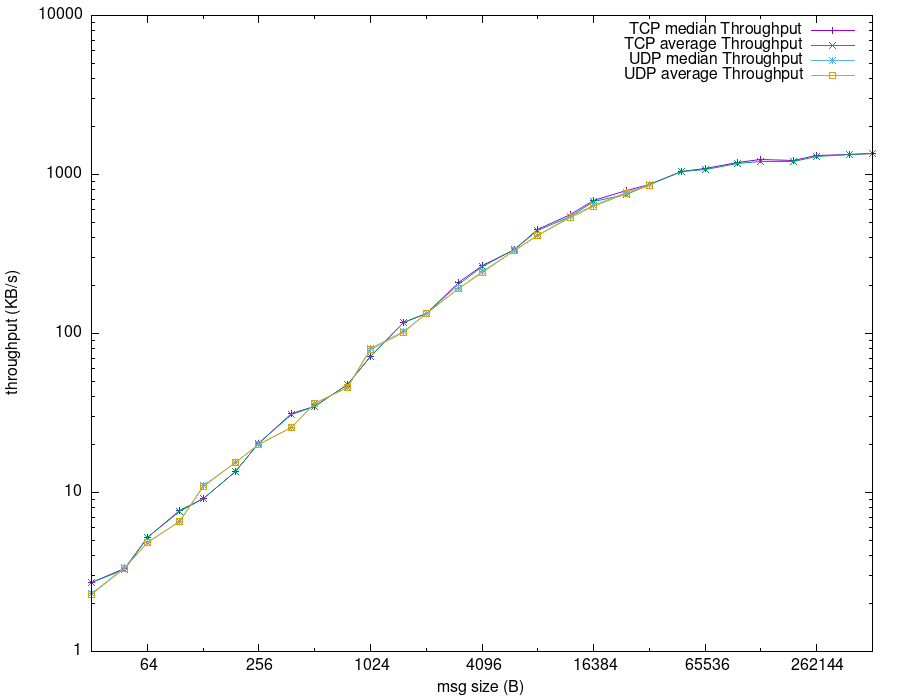 10000
1000
100
10
1
throughput (KB/s)
TCP median Throughput
TCP average Throughput
UDP median Throughput
UDP average Throughput
64 256 1024 4096 16384 65536 262144
msg size (B)